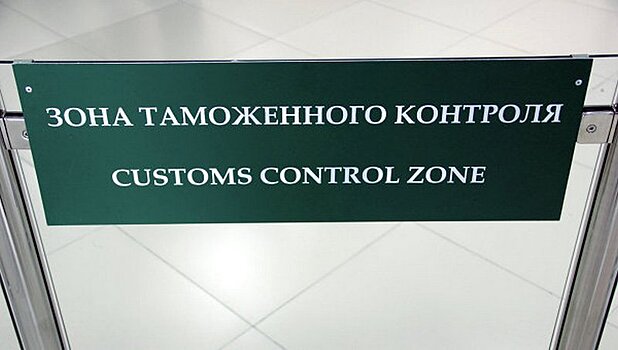 ЗОНА ТАМОЖЕННОГО КОНТРОЛЯ
CUSTOMS CONTROL ZONE